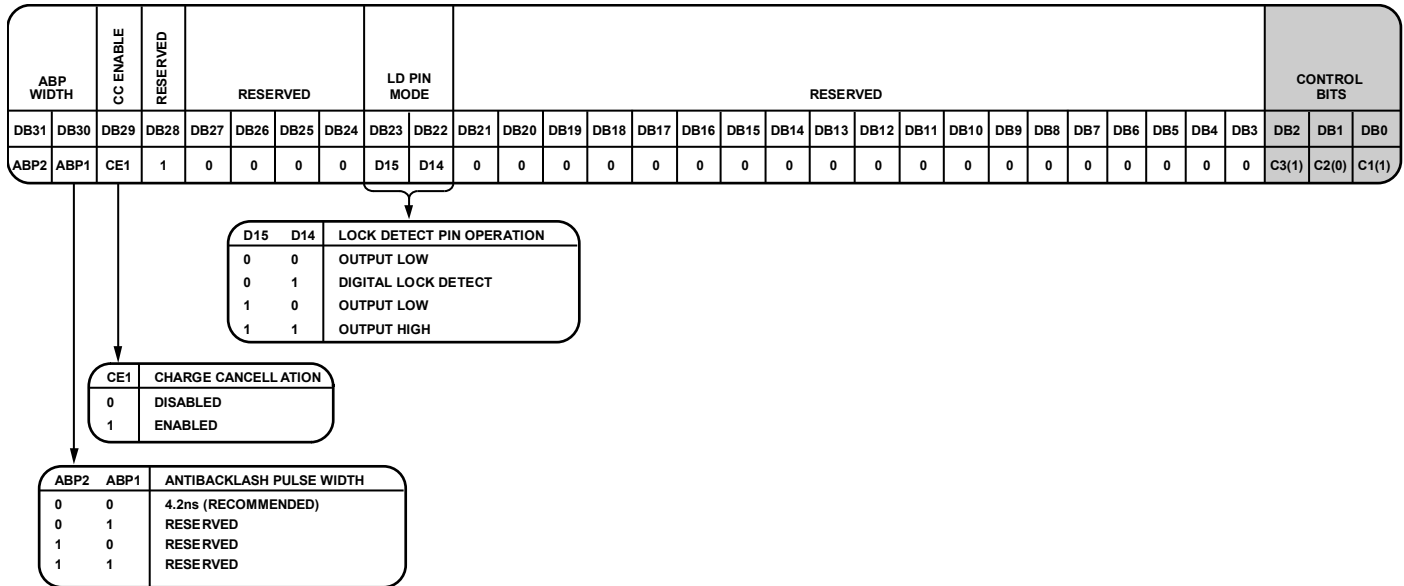 ABP WIDTH
CC ENABLE
RESERVED
RESERVED
LD PIN MODE
RESERVED
CONTROL BITS
DB31 DB30 DB29 DB28 DB27 DB26 DB25 DB24 DB23 DB22 DB21 DB20 DB19 DB18 DB17 DB16 DB15 DB14 DB13 DB12 DB11 DB10 DB9 DB8 DB7 DB6 DB5 DB4 DB3 DB2 DB1 DB0
ABP2 ABP1 CE1 1 0 0 0 0 D15 D14 0 0 0 0 0 0 0 0 0 0 0 0 0 0 0 0 0 0 0 C3(1) C2(0) C1(1)
D15 D14 LOCK DETECT PIN OPERATION
0 0 OUTPUT LOW
0 1 DIGITAL LOCK DETECT
1 0 OUTPUT LOW
1 1 OUTPUT HIGH
CE1 CHARGE CANCELLATION
0 DISABLED
1 ENABLED
ABP2 ABP1 ANTIBACKLASH PULSE WIDTH
0 0 4.2ns (RECOMMENDED)
0 1 RESERVED
1 0 RESERVED
1 1 RESERVED